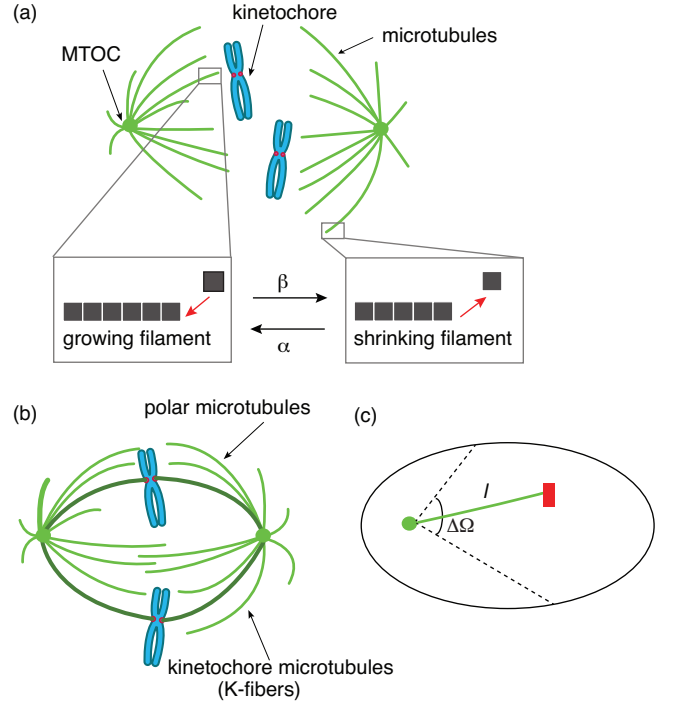 (a)
kinetochore
microtubules
MTOC
β
growing filament
α
shrinking filament
(b)
polar microtubules
(c)
l
ΔΩ
kinetochore microtubules
(K-fibers)